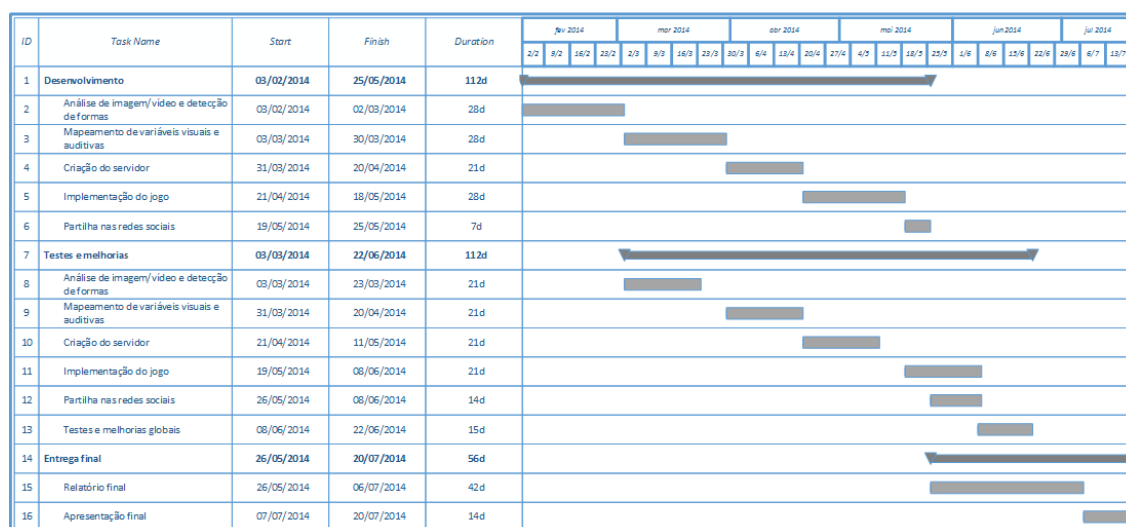 ID Task Name Start Finish Duration fev 2014 mar 2014 abr 2014 mai 2014 jun 2014 jul 2014
2/2 9/2 16/2 23/2 2/3 9/3 16/3 23/3 30/3 6/4 13/4 20/4 27/4 4/5 11/5 18/5 25/5 1/6 8/6 15/6 22/6 29/6 6/7 13/7
1 Desenvolvimento 03/02/2014 25/05/2014 112d
2 Análise de imagem/vídeo e detecção de formas 03/02/2014 02/03/2014 28d
3 Mapeamento de variáveis visuais e auditivas 03/03/2014 30/03/2014 28d
4 Criação do servidor 31/03/2014 20/04/2014 21d
5 Implementação do jogo 21/04/2014 18/05/2014 28d
6 Partilha nas redes sociais 19/05/2014 25/05/2014 7d
7 Testes e melhorias 03/03/2014 22/06/2014 112d
8 Análise de imagem/vídeo e detecção de formas 03/03/2014 23/03/2014 21d
9 Mapeamento de variáveis visuais e auditivas 31/03/2014 20/04/2014 21d
10 Criação do servidor 21/04/2014 11/05/2014 21d
11 Implementação do jogo 19/05/2014 08/06/2014 21d
12 Partilha nas redes sociais 26/05/2014 08/06/2014 14d
13 Testes e melhorias globais 08/06/2014 22/06/2014 15d
14 Entrega final 26/05/2014 20/07/2014 56d
15 Relatório final 26/05/2014 06/07/2014 42d
16 Apresentação final 07/07/2014 20/07/2014 14d